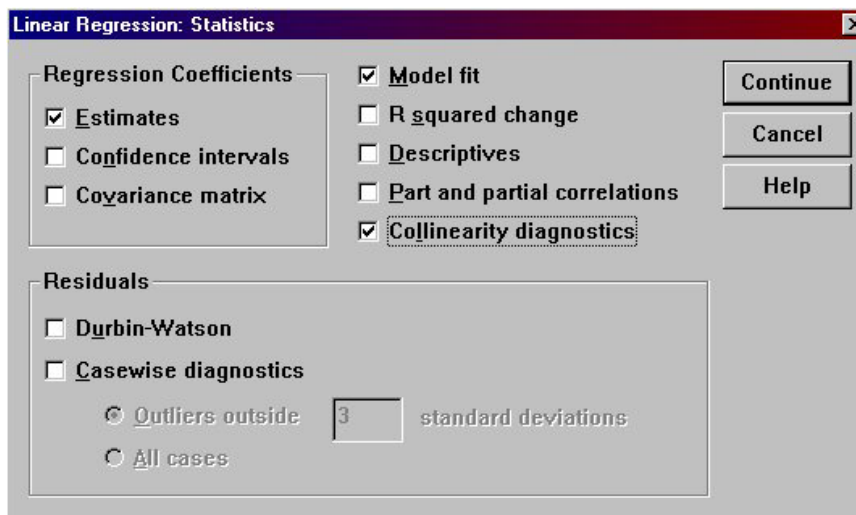 Linear Regression: Statistics
Regression Coefficients
Estimates
Confidence intervals
Covariance matrix
Model fit
R squared change
Descriptives
Part and partial correlations
Collinearity diagnostics
Continue
Cancel
Help
Residuals
Durbin-Watson
Casewise diagnostics
Outliers outside 3 standard deviations
All cases